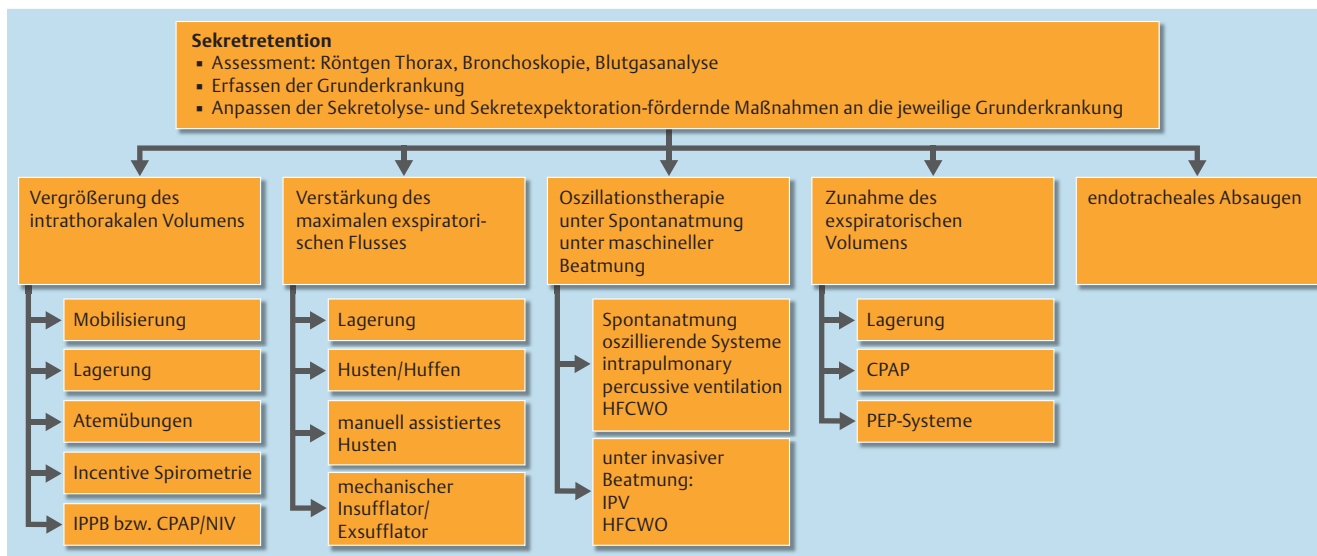 Sekretretention
▪ Assessment: Röntgen Thorax, Bronchoskopie, Blutgasanalyse
▪ Erfassen der Grunderkrankung
▪ Anpassen der Sekretolyse- und Sekretexpektoration-fördernde Maßnahmen an die jeweilige Grunderkrankung
Vergrößerung des
intrathorakalen Volumens
Mobilisierung
Lagerung
Atemübungen
Incentive Spirometrie
IPPB bzw. CPAP/NIV
Verstärkung des
maximalen exspiratori-
schen Flusses
Lagerung
Husten/Huffen
manuell assistiertes
Husten
mechanischer
Insufflator/
Exsufflator
Oszillationstherapie
unter Spontanatmung
unter maschineller
Beatmung
Spontanatmung
oszillierende Systeme
intrapulmonary
percussive ventilation
HFCWO
unter invasiver
Beatmung:
IPV
HFCWO
Zunahme des
exspiratorischen
Volumens
Lagerung
CPAP
PEP-Systeme
endotracheales Absaugen